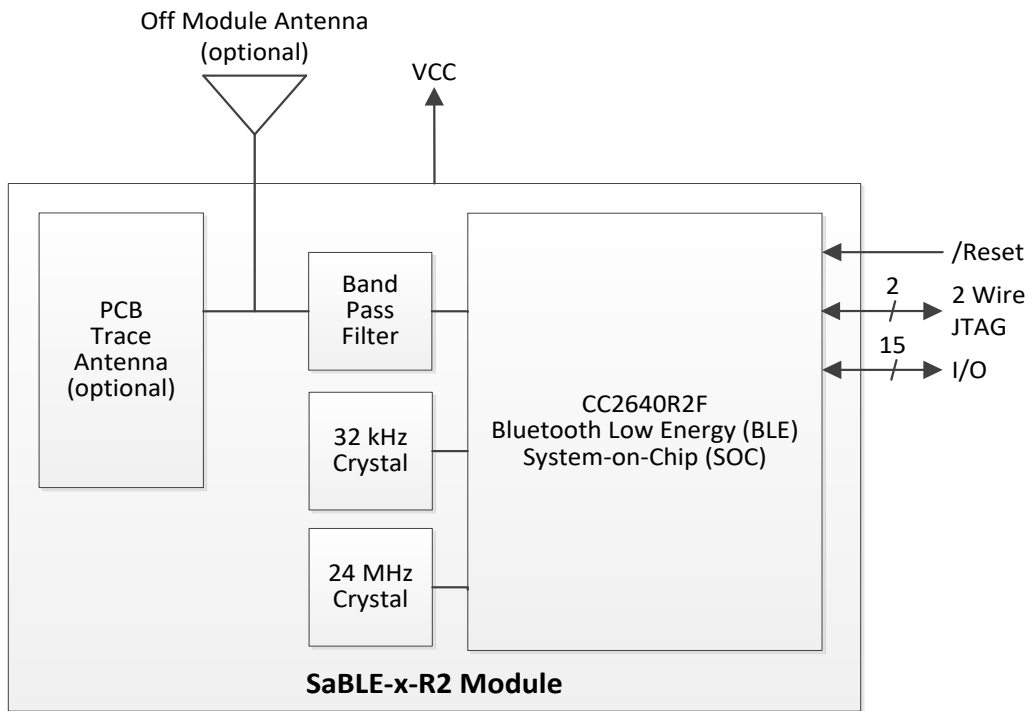 Off Module Antenna
(optional)
VCC
PCB
Trace
Antenna
(optional)
Band
Pass
Filter
32 kHz
Crystal
24 MHz
Crystal
CC2640R2F
Bluetooth Low Energy (BLE)
System-on-Chip (SOC)
/Reset
2
2 Wire
JTAG
15
I/O
SaBLE-x-R2 Module